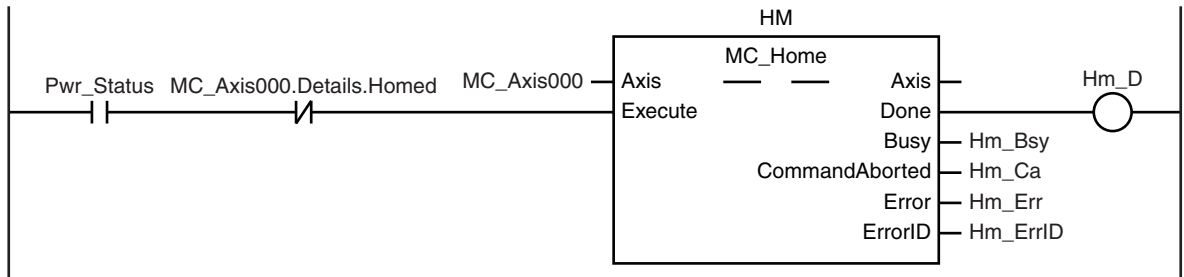 HM
MC_Home
Pwr_Status MC_Axis000.Details.Homed MC_Axis000 Axis Axis Hm_D
Execute Done
Busy Hm_Bsy
CommandAborted Hm_Ca
Error Hm_Err
ErrorID Hm_ErrID